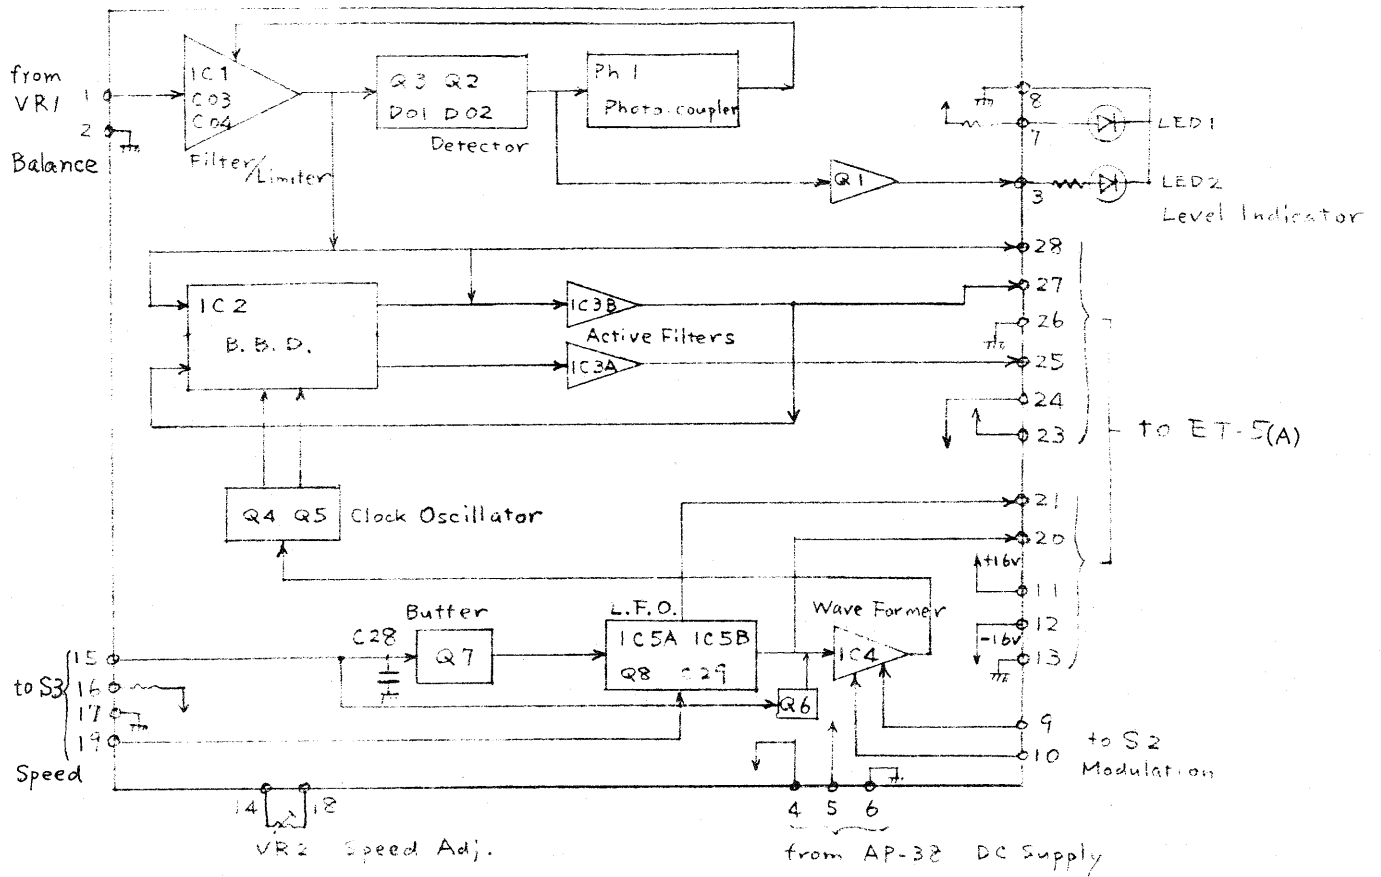 from
VR1
1
2
Balance
IC1
C03
C04
Filter/Limiter
Q3 Q2
D01 D02
Detector
Ph 1
Photo-coupler
8
7
LED1
Q1
3
LED2
Level Indicator
28
27
26
25
24
23
to ET-5(A)
IC2
B.B.D.
IC3B
Active Filters
IC3A
Q4 Q5
Clock Oscillator
21
20
+16v
11
12
-16v
13
Butter
Q7
C28
L.F.O.
IC5A IC5B
Q8 C29
Wave Former
IC4
Q6
15
to S3
16
17
19
Speed
9
10
to S2
Modulation
14
18
VR2 Speed Adj.
4
5
6
from AP-38 DC Supply